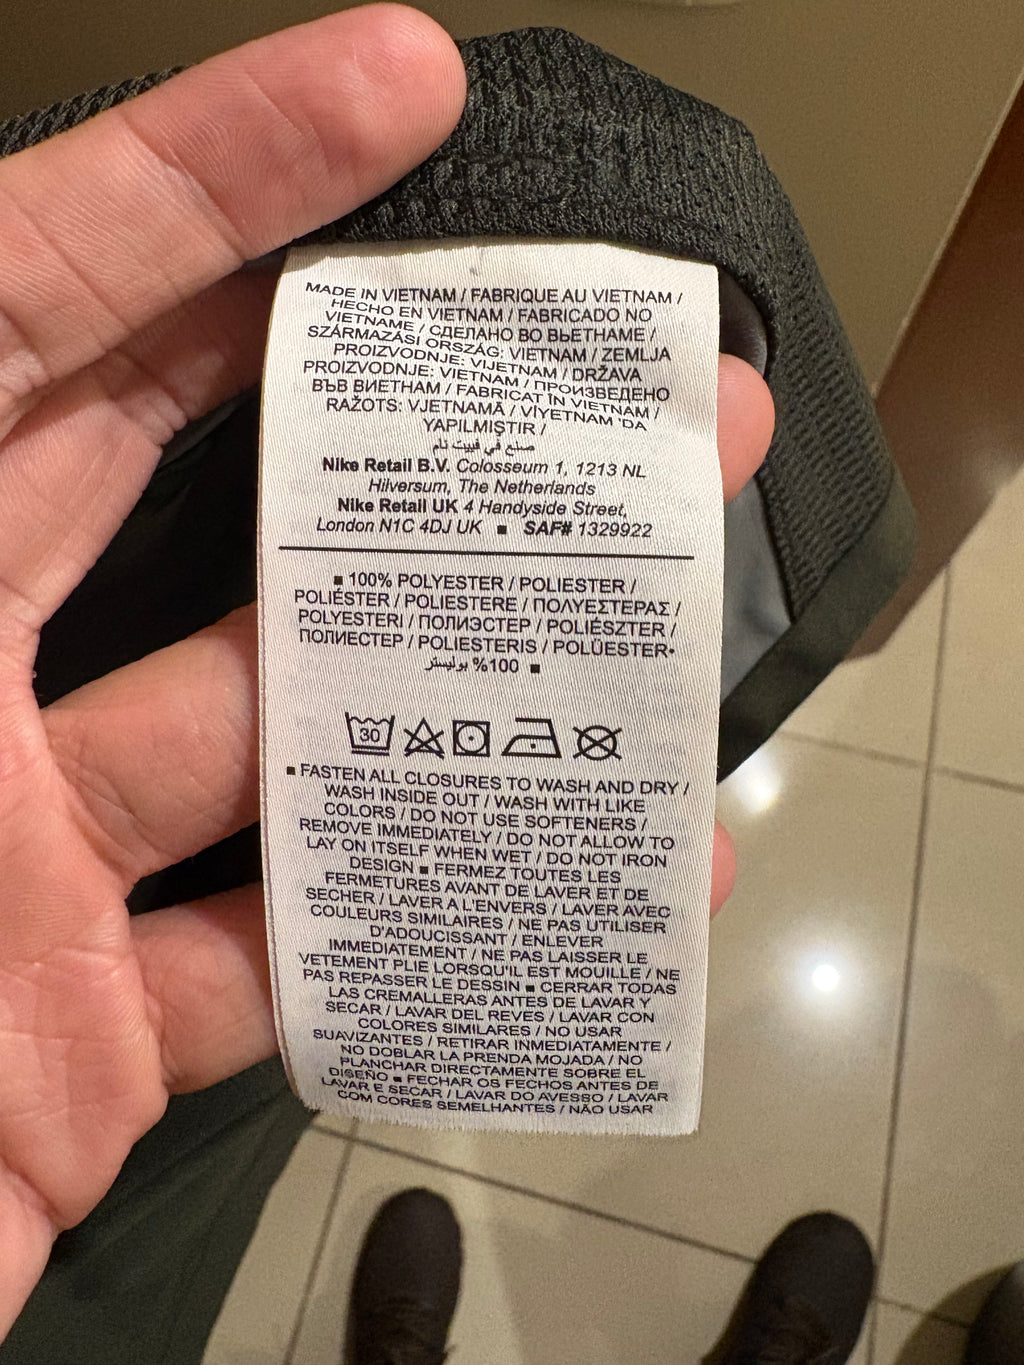 MADE IN VIETNAM / FABRIQUE AU VIETNAM /
HECHO EN VIETNAM / FABRICADO NO
VIETNAME / СДЕЛАНО ВО ВЬЕТНАМЕ /
SZÁRMAZÁSI ORSZÁG: VIETNAM / ZEMLJA
PROIZVODNJE: VIJETNAM / DRŽAVA
PROIZVODNJE: VIETNAM / ПРОИЗВЕДЕНО
ВЪВ ВИЕТНАМ / FABRICAT ÎN VIETNAM /
RAŽOTS: VJETNAMĀ / VİYETNAM 'DA
YAPILMIŞTIR /
صنع في فييت نام
Nike Retail B.V. Colosseum 1, 1213 NL
Hilversum, The Netherlands
Nike Retail UK 4 Handyside Street,
London N1C 4DJ UK ■ SAF# 1329922
■ 100% POLYESTER / POLIESTER /
POLIÉSTER / POLIESTERE / ΠΟΛΥΕΣΤΕΡΑΣ /
POLYESTERI / ПОЛИЭСТЕР / POLIÉSZTER /
ПОЛИЕСТЕР / POLIESTERIS / POLÜESTER•
100% بوليستر ■
30
■ FASTEN ALL CLOSURES TO WASH AND DRY /
WASH INSIDE OUT / WASH WITH LIKE
COLORS / DO NOT USE SOFTENERS /
REMOVE IMMEDIATELY / DO NOT ALLOW TO
LAY ON ITSELF WHEN WET / DO NOT IRON
DESIGN ■ FERMEZ TOUTES LES
FERMETURES AVANT DE LAVER ET DE
SECHER / LAVER A L'ENVERS / LAVER AVEC
COULEURS SIMILAIRES / NE PAS UTILISER
D'ADOUCISSANT / ENLEVER
IMMEDIATEMENT / NE PAS LAISSER LE
VETEMENT PLIE LORSQU'IL EST MOUILLE / NE
PAS REPASSER LE DESSIN ■ CERRAR TODAS
LAS CREMALLERAS ANTES DE LAVAR Y
SECAR / LAVAR DEL REVES / LAVAR CON
COLORES SIMILARES / NO USAR
SUAVIZANTES / RETIRAR INMEDIATAMENTE /
NO DOBLAR LA PRENDA MOJADA / NO
PLANCHAR DIRECTAMENTE SOBRE EL
DISEÑO ■ FECHAR OS FECHOS ANTES DE
LAVAR E SECAR / LAVAR DO AVESSO / LAVAR
COM CORES SEMELHANTES / NÃO USAR